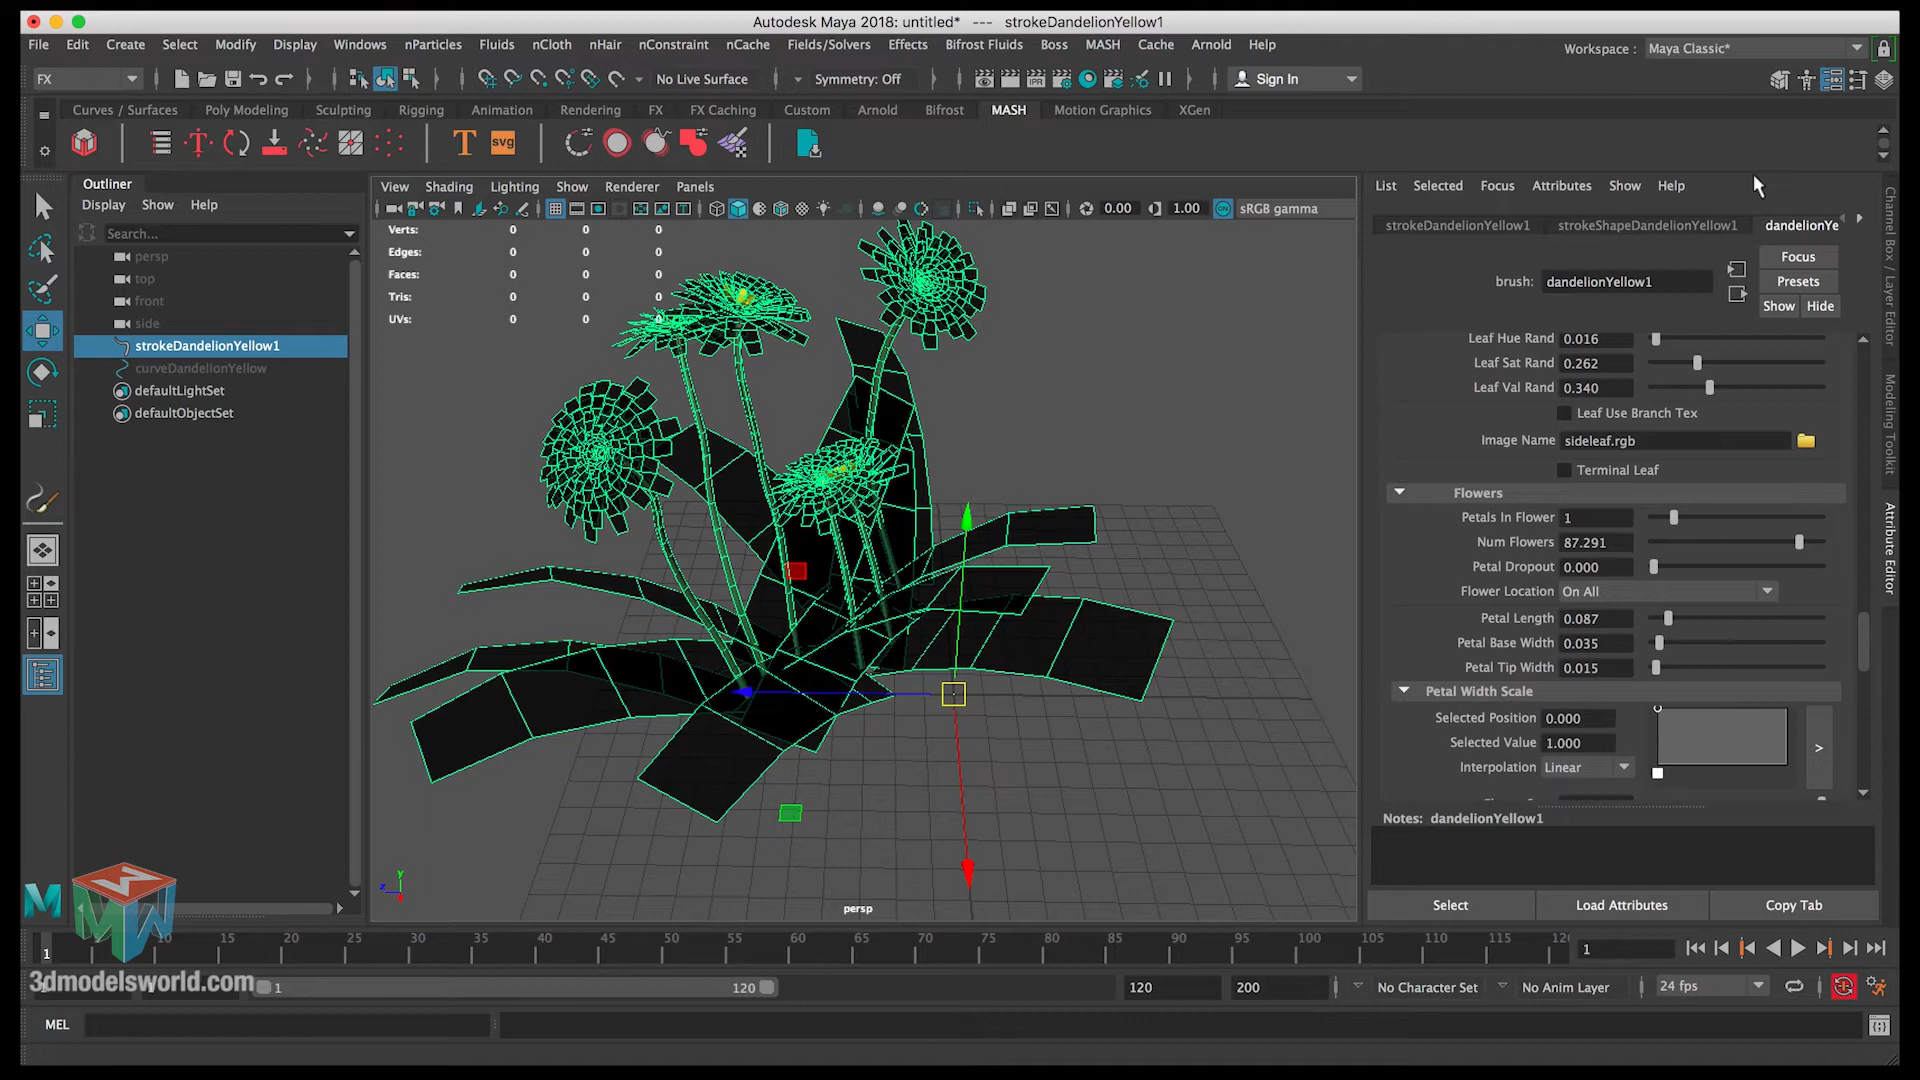 Autodesk Maya 2018: untitled* --- strokeDandelionYellow1
File Edit Create Select Modify Display Windows nParticles Fluids nCloth nHair nConstraint nCache Fields/Solvers Effects Bifrost Fluids Boss MASH Cache Arnold Help
Workspace : Maya Classic*
FX No Live Surface Symmetry: Off Sign In
Curves / Surfaces Poly Modeling Sculpting Rigging Animation Rendering FX FX Caching Custom Arnold Bifrost MASH Motion Graphics XGen
T svg
Outliner
Display Show Help
Search...
persp
top
front
side
strokeDandelionYellow1
curveDandelionYellow
defaultLightSet
defaultObjectSet
View Shading Lighting Show Renderer Panels
0.00 1.00 ON sRGB gamma
Verts: 0 0 0
Edges: 0 0 0
Faces: 0 0 0
Tris: 0 0 0
UVs: 0 0 0
y
z
persp
List Selected Focus Attributes Show Help
strokeDandelionYellow1 strokeShapeDandelionYellow1 dandelionYe
Focus
brush: dandelionYellow1
Presets
Show Hide
Leaf Hue Rand 0.016
Leaf Sat Rand 0.262
Leaf Val Rand 0.340
Leaf Use Branch Tex
Image Name sideleaf.rgb
Terminal Leaf
Flowers
Petals In Flower 1
Num Flowers 87.291
Petal Dropout 0.000
Flower Location On All
Petal Length 0.087
Petal Base Width 0.035
Petal Tip Width 0.015
Petal Width Scale
Selected Position 0.000
Selected Value 1.000
>
Interpolation Linear
Notes: dandelionYellow1
Select Load Attributes Copy Tab
Channel Box / Layer Editor
Modeling Toolkit
Attribute Editor
1 10 15 20 25 30 35 40 45 50 55 60 65 70 75 80 85 90 95 100 105 110 115 12
1
M MW
3dmodelsworld.com
1 120 120 200 No Character Set No Anim Layer 24 fps
MEL